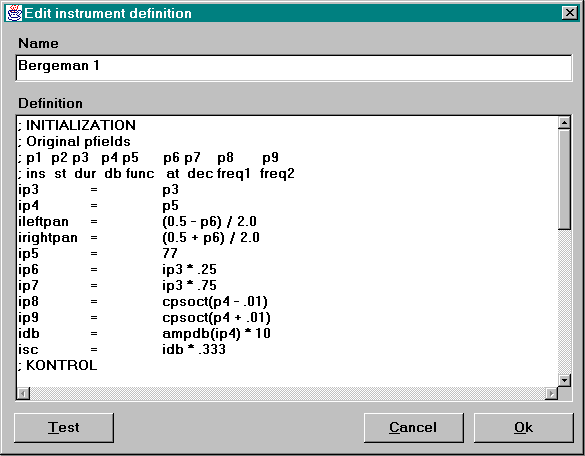 Edit instrument definition
Name
Bergeman 1
Definition
; INITIALIZATION
; Original pfields
; p1 p2 p3 p4 p5 p6 p7 p8 p9
; ins st dur db func at dec freq1 freq2
ip3 = p3
ip4 = p5
ileftpan = (0.5 - p6) / 2.0
irightpan = (0.5 + p6) / 2.0
ip5 = 77
ip6 = ip3 * .25
ip7 = ip3 * .75
ip8 = cpsoct(p4 - .01)
ip9 = cpsoct(p4 + .01)
idb = ampdb(ip4) * 10
isc = idb * .333
; KONTROL
Test Cancel Ok